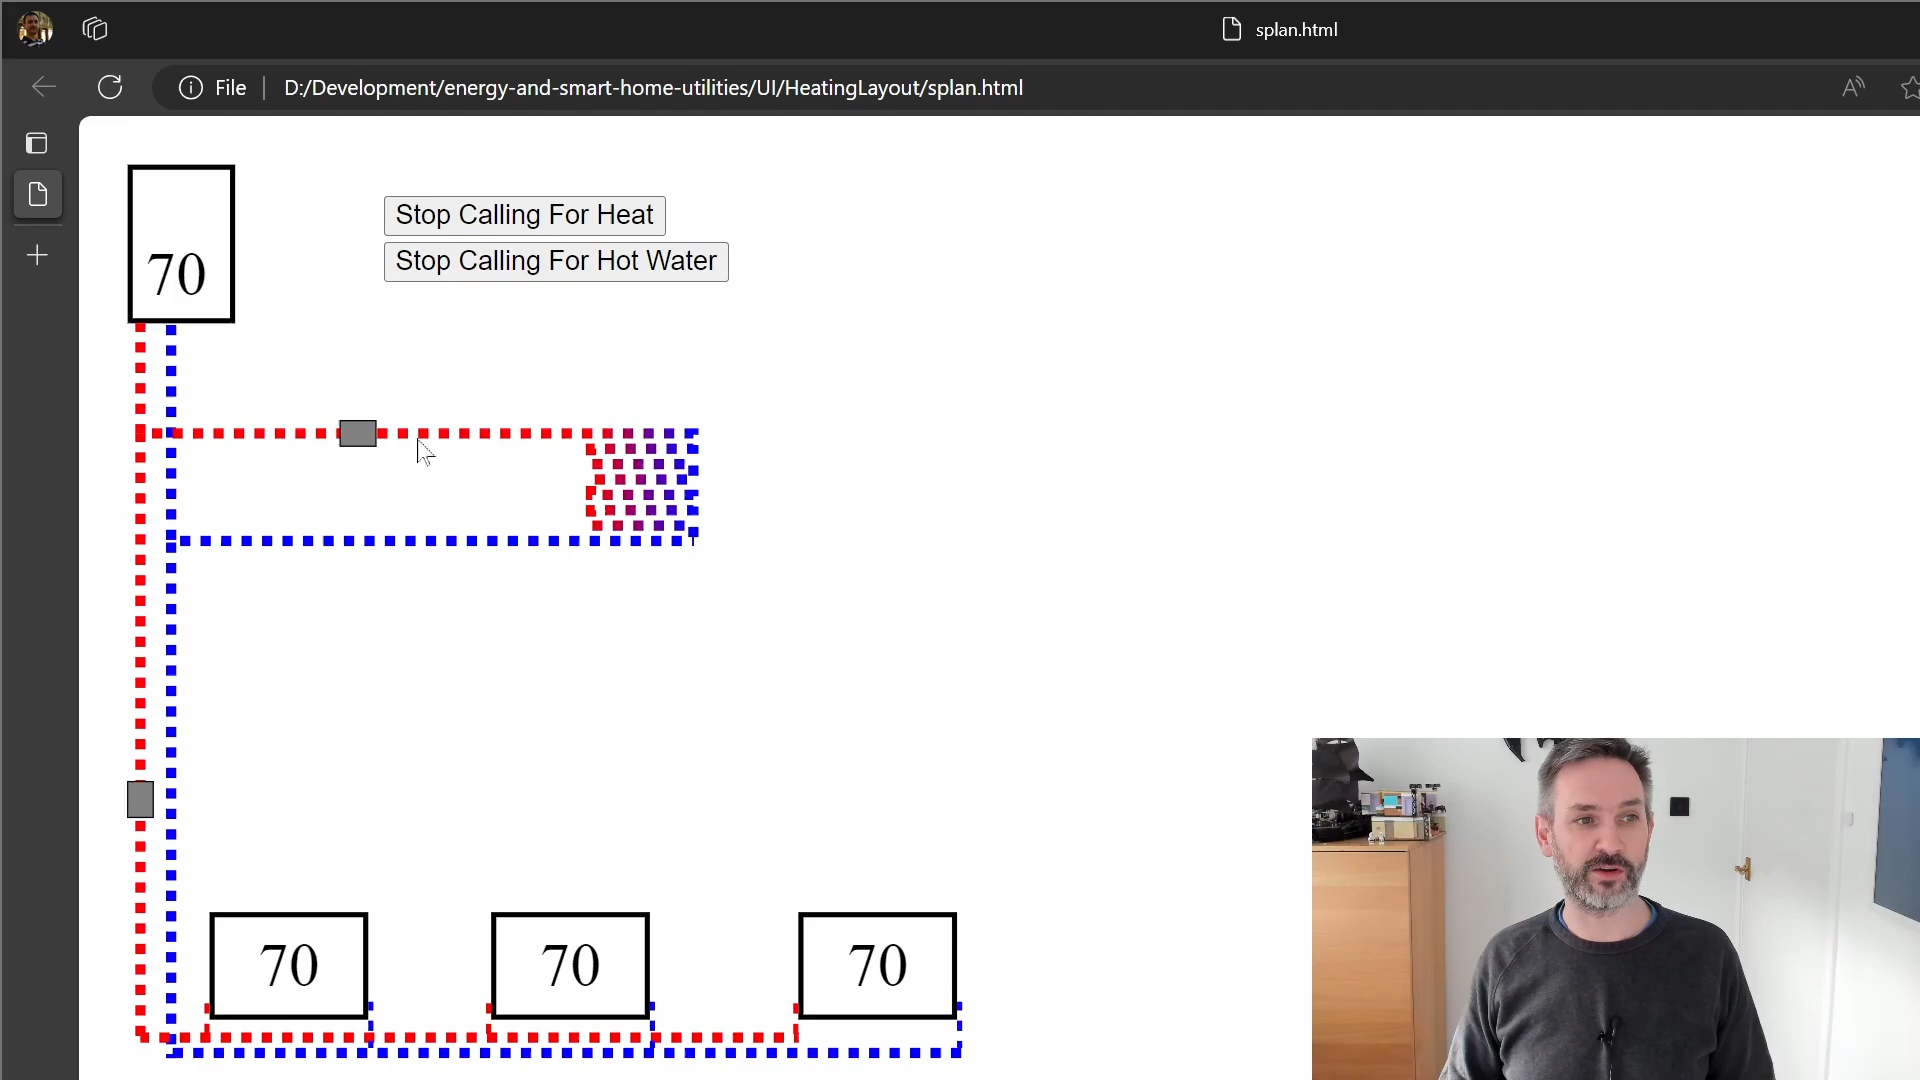 splan.html
File
D:/Development/energy-and-smart-home-utilities/UI/HeatingLayout/splan.html
Stop Calling For Heat
Stop Calling For Hot Water
70
70 70 70